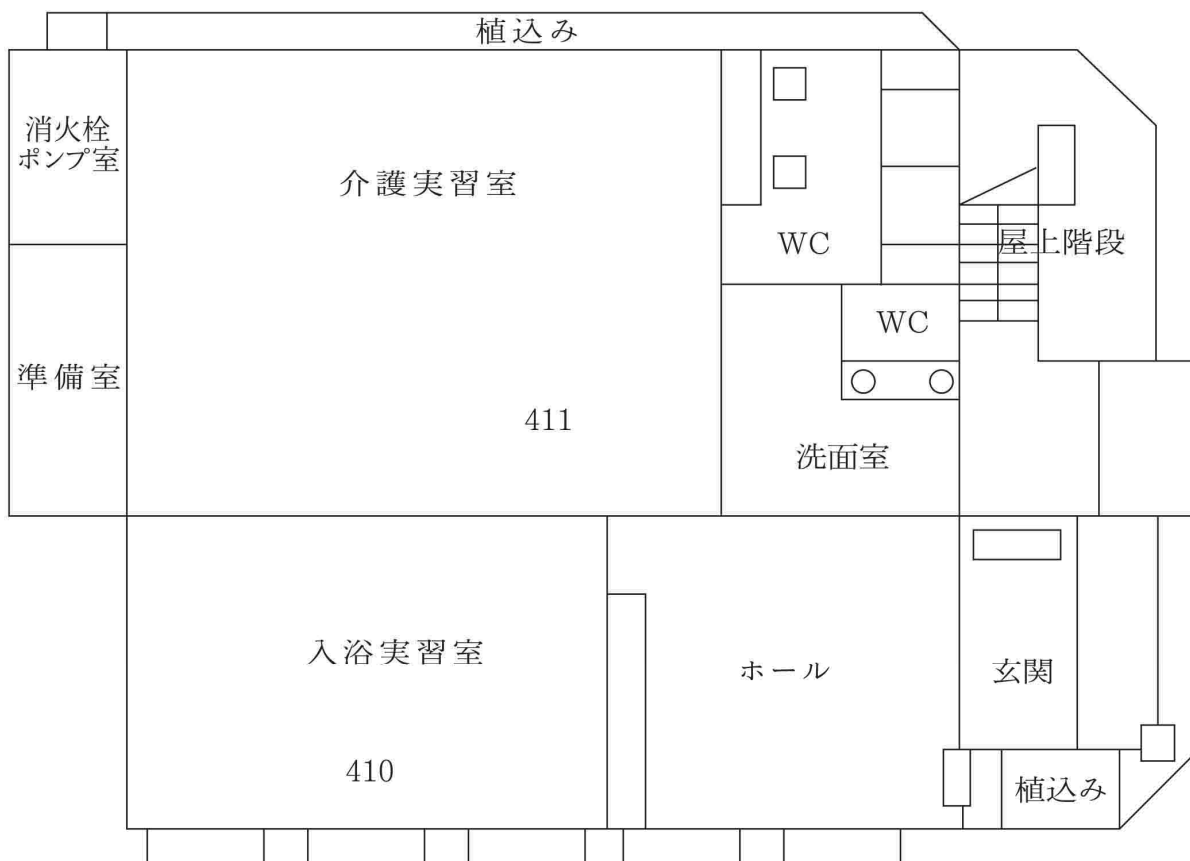 植込み
消火栓
ポンプ室
介護実習室
WC
屋上階段
WC
準備室
411
洗面室
入浴実習室
ホール
玄関
410
植込み